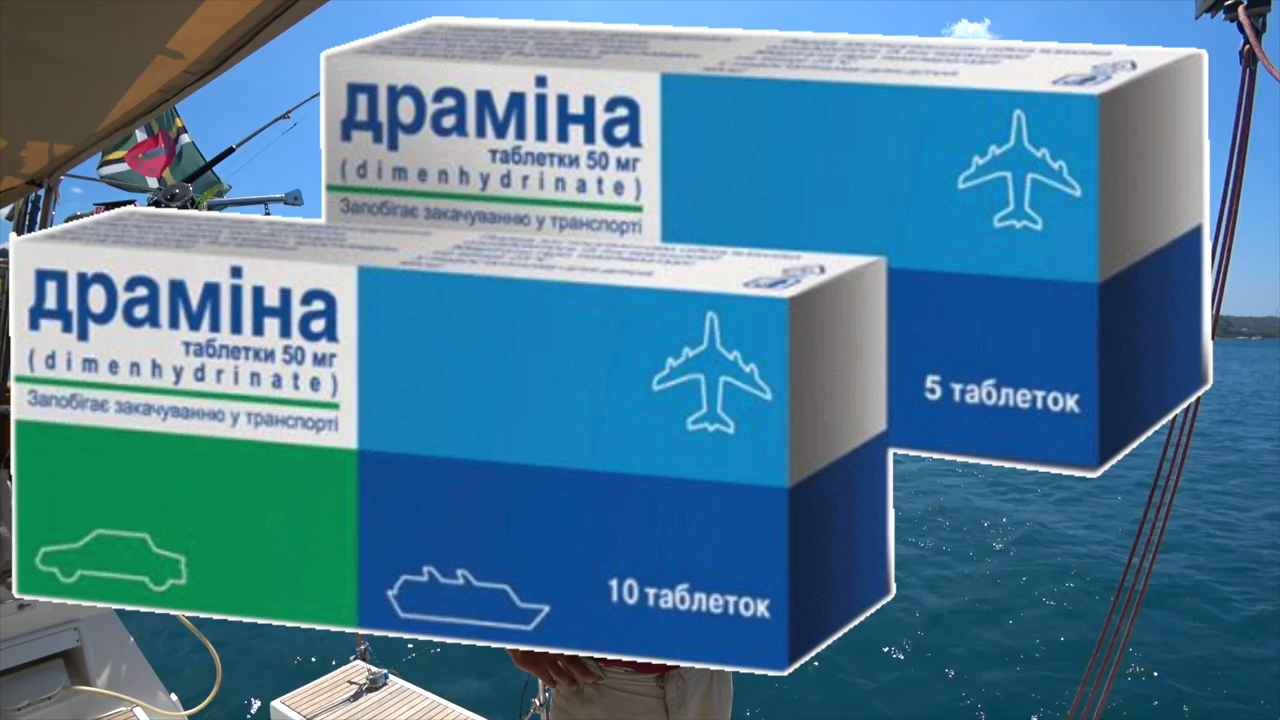 драміна
таблетки 50 мг
(dimenhydrinate)
Запобігає закачуванню у транспорті
5 таблеток
драміна
таблетки 50 мг
(dimenhydrinate)
Запобігає закачуванню у транспорті
10 таблеток